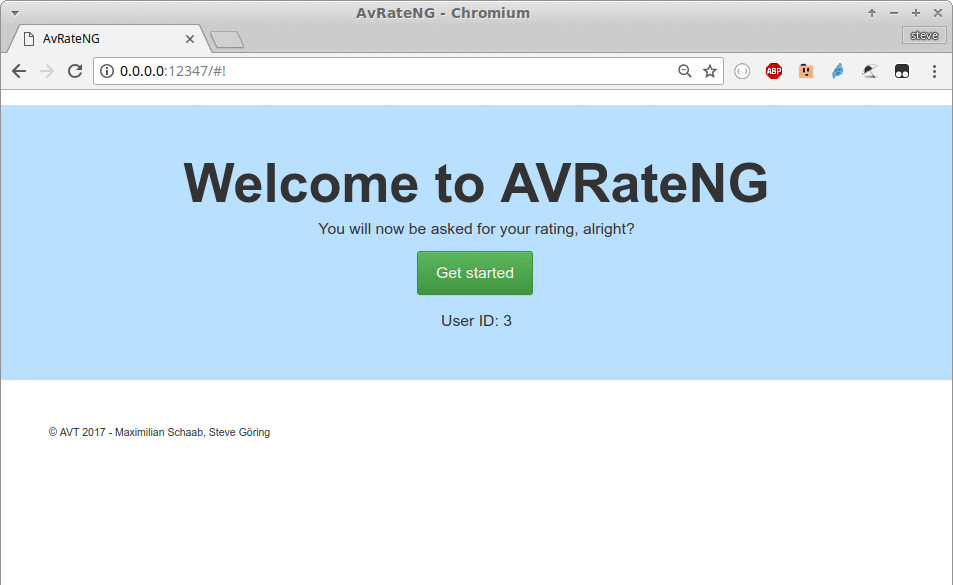 AvRateNG - Chromium
AvRateNG
steve
0.0.0.0:12347/#!
ABP
Welcome to AVRateNG
You will now be asked for your rating, alright?
Get started
User ID: 3
© AVT 2017 - Maximilian Schaab, Steve Göring